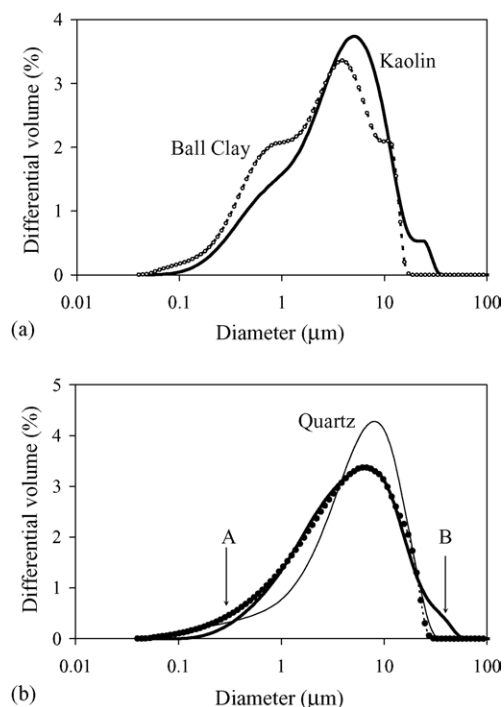 4
3
2
1
0
Differential volume (%)
Kaolin
Ball Clay
0.01 0.1 1 10 100
(a) Diameter (μm)
5
4
3
2
1
0
Differential volume (%)
Quartz
A B
0.01 0.1 1 10 100
(b) Diameter (μm)